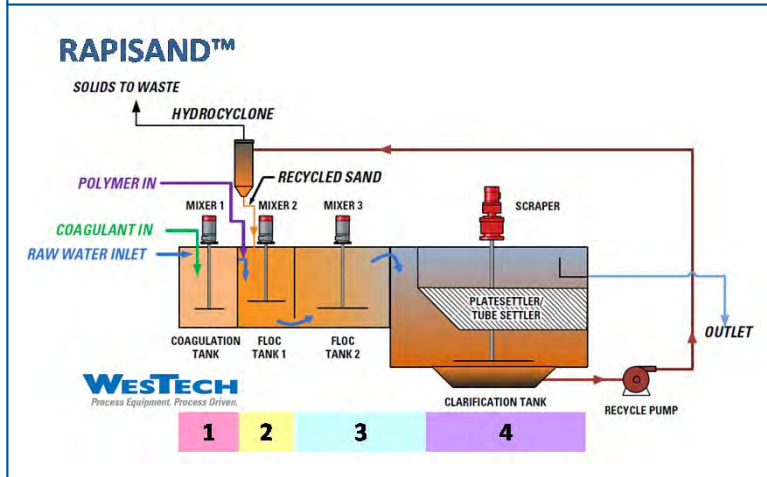 RAPISAND™
SOLIDS TO WASTE
HYDROCYCLONE
POLYMER IN
RECYCLED SAND
MIXER 1
MIXER 2
MIXER 3
SCRAPER
COAGULANT IN
RAW WATER INLET
PLATESETTLER/
TUBE SETTLER
OUTLET
COAGULATION
TANK
FLOC
TANK 1
FLOC
TANK 2
WESTECH
Process Equipment. Process Driven.
CLARIFICATION TANK
RECYCLE PUMP
1
2
3
4